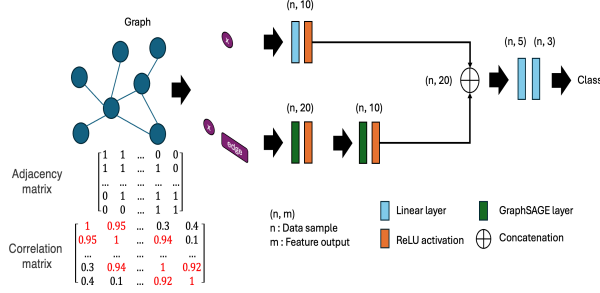 Graph
x
(n, 10)
(n, 5) (n, 3)
(n, 20)
Class
x
edge
(n, 20)
(n, 10)
Adjacency
matrix
1 1 ... 0 0
1 1 ... 0 0
... ... ...
0 1 ... 1 1
0 0 ... 1 1
Correlation
matrix
1 0.95 ... 0.3 0.4
0.95 1 ... 0.94 0.1
... ... ...
0.3 0.94 ... 1 0.92
0.4 0.1 ... 0.92 1
(n, m)
n : Data sample
m : Feature output
Linear layer
ReLU activation
GraphSAGE layer
Concatenation